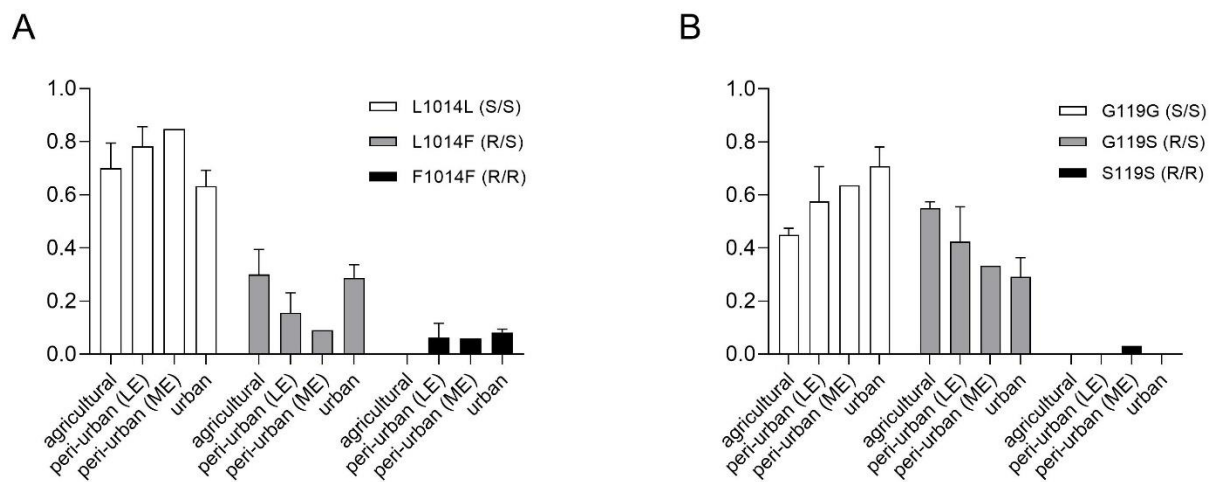 A
1.0
0.8
0.6
0.4
0.2
0.0
L1014L (S/S)
L1014F (R/S)
F1014F (R/R)
agricultural
peri-urban (LE)
peri-urban (ME)
urban
agricultural
peri-urban (LE)
peri-urban (ME)
urban
agricultural
peri-urban (LE)
peri-urban (ME)
urban
B
1.0
0.8
0.6
0.4
0.2
0.0
G119G (S/S)
G119S (R/S)
S119S (R/R)
agricultural
peri-urban (LE)
peri-urban (ME)
urban
agricultural
peri-urban (LE)
peri-urban (ME)
urban
agricultural
peri-urban (LE)
peri-urban (ME)
urban